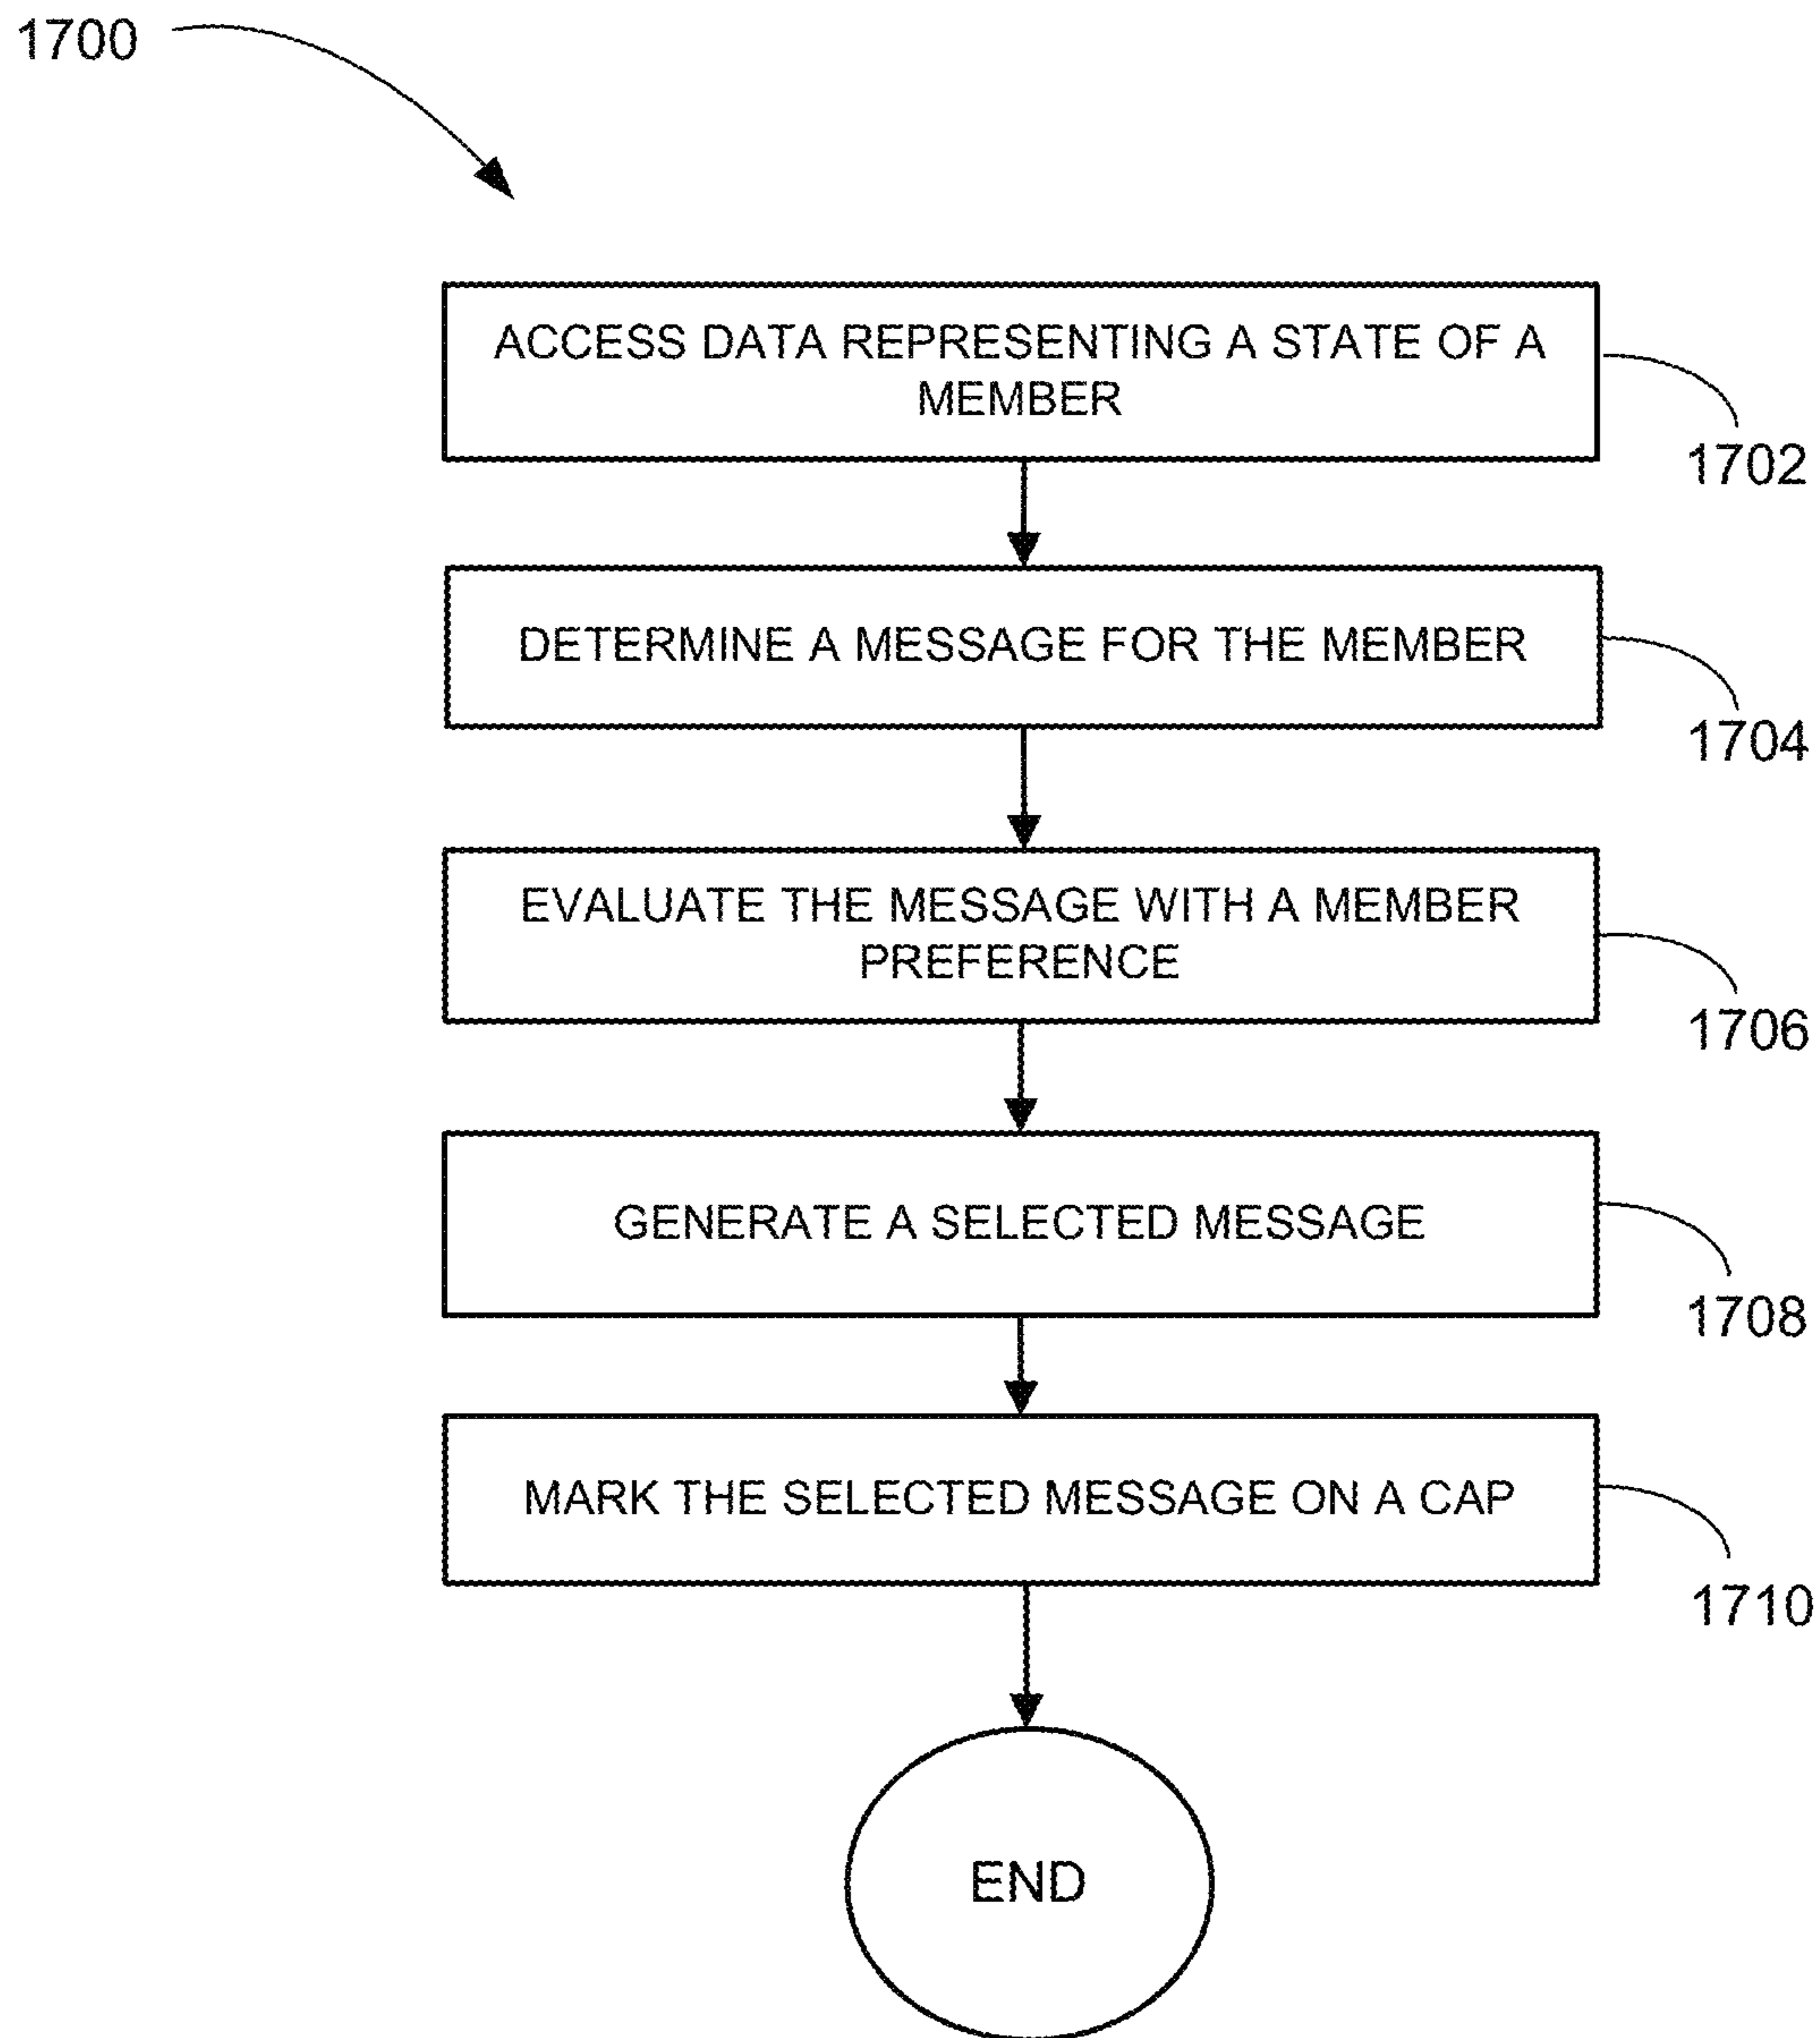 1700
ACCESS DATA REPRESENTING A STATE OF A
MEMBER
1702
DETERMINE A MESSAGE FOR THE MEMBER
1704
EVALUATE THE MESSAGE WITH A MEMBER
PREFERENCE
1706
GENERATE A SELECTED MESSAGE
1708
MARK THE SELECTED MESSAGE ON A CAP
1710
END